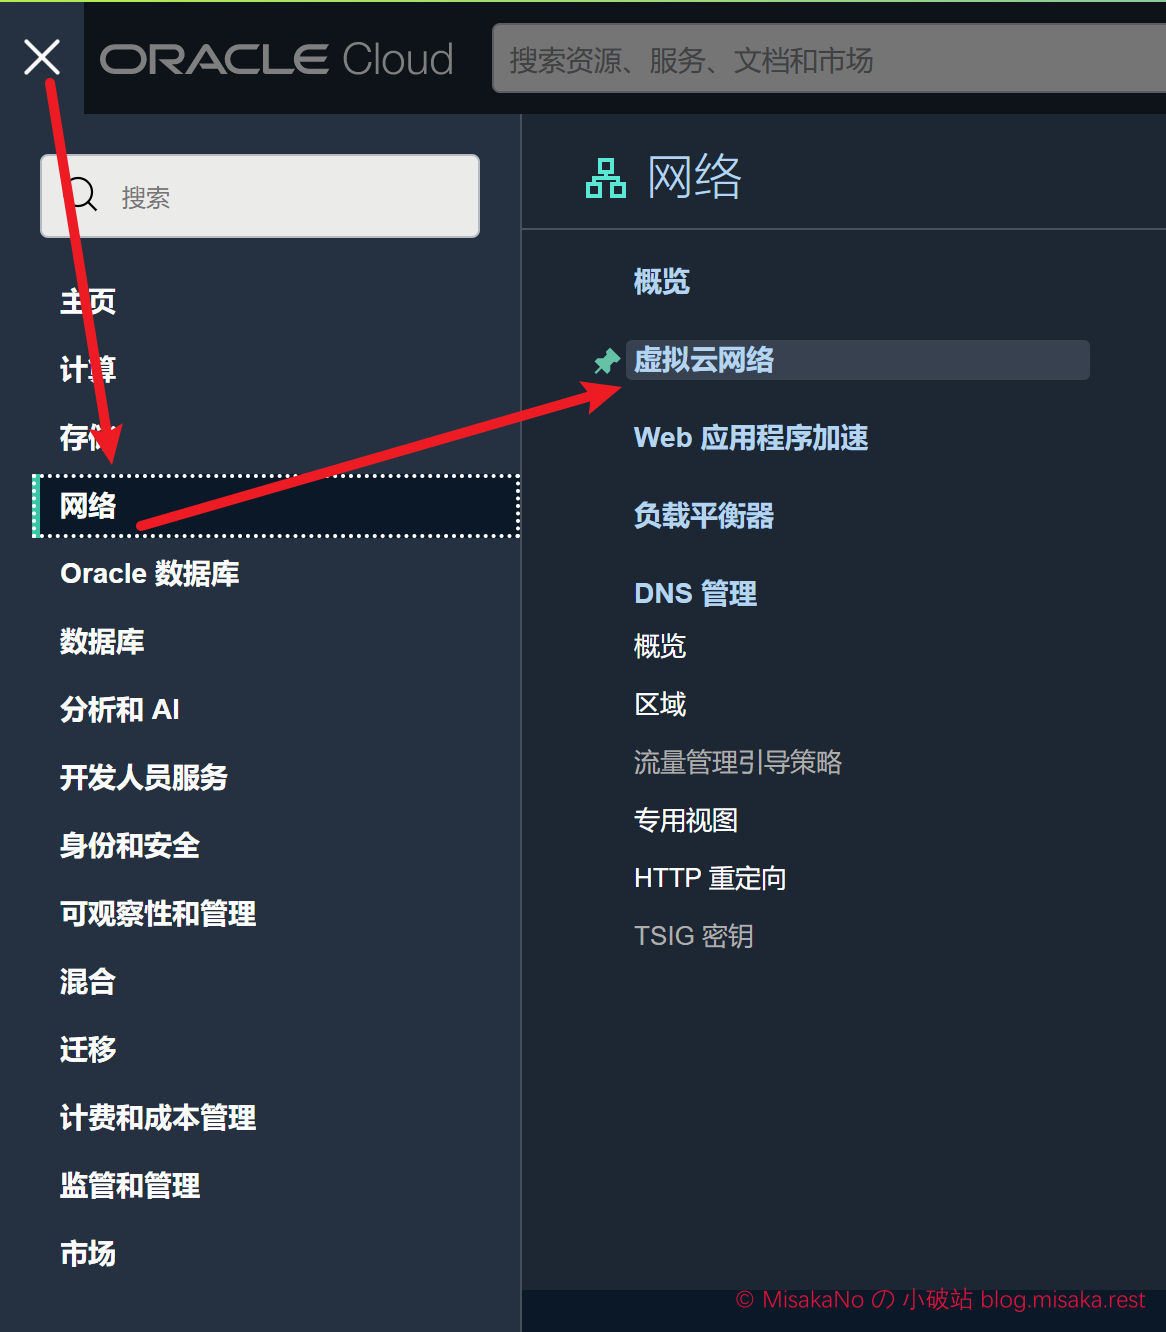 ORACLE Cloud
搜索资源、服务、文档和市场
搜索
主页
计算
存储
网络
Oracle 数据库
数据库
分析和 AI
开发人员服务
身份和安全
可观察性和管理
混合
迁移
计费和成本管理
监管和管理
市场
网络
概览
虚拟云网络
Web 应用程序加速
负载平衡器
DNS 管理
概览
区域
流量管理引导策略
专用视图
HTTP 重定向
TSIG 密钥
© MisakaNo の 小破站 blog.misaka.rest